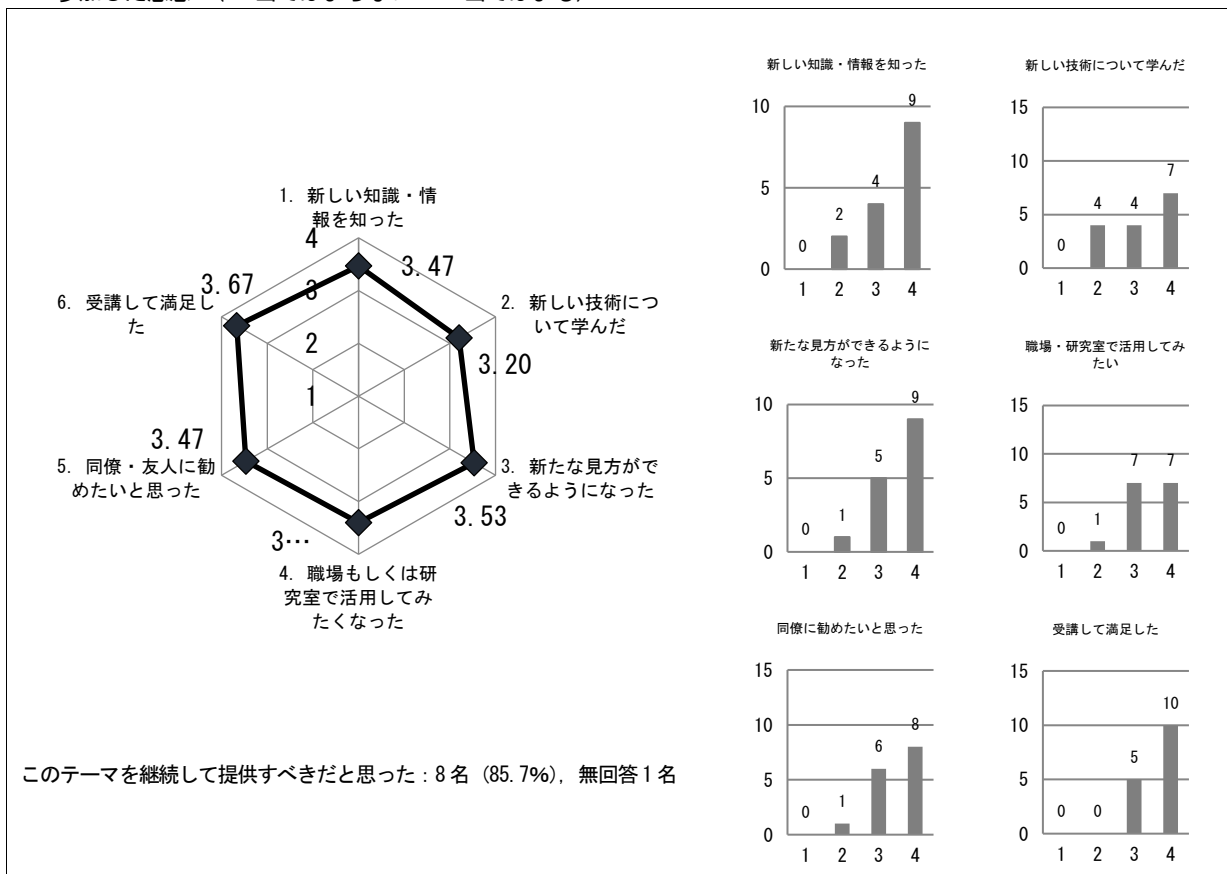 1. 新しい知識・情
報を知った
4
3.47
3
2
1
2. 新しい技術につ
いて学んだ
3.20
3. 新たな見方がで
きるようになった
3.53
3…
4. 職場もしくは研
究室で活用してみ
たくなった
3.47
5. 同僚・友人に勧
めたいと思った
3.67
6. 受講して満足し
た
このテーマを継続して提供すべきだと思った：8名（85.7%），無回答1名
新しい知識・情報を知った
10
5
0
0
2
4
9
1 2 3 4
新しい技術について学んだ
15
10
5
0
0
4
4
7
1 2 3 4
新たな見方ができるように
なった
10
5
0
0
1
5
9
1 2 3 4
職場・研究室で活用してみ
たい
15
10
5
0
0
1
7
7
1 2 3 4
同僚に勧めたいと思った
15
10
5
0
0
1
6
8
1 2 3 4
受講して満足した
15
10
5
0
0
0
5
10
1 2 3 4